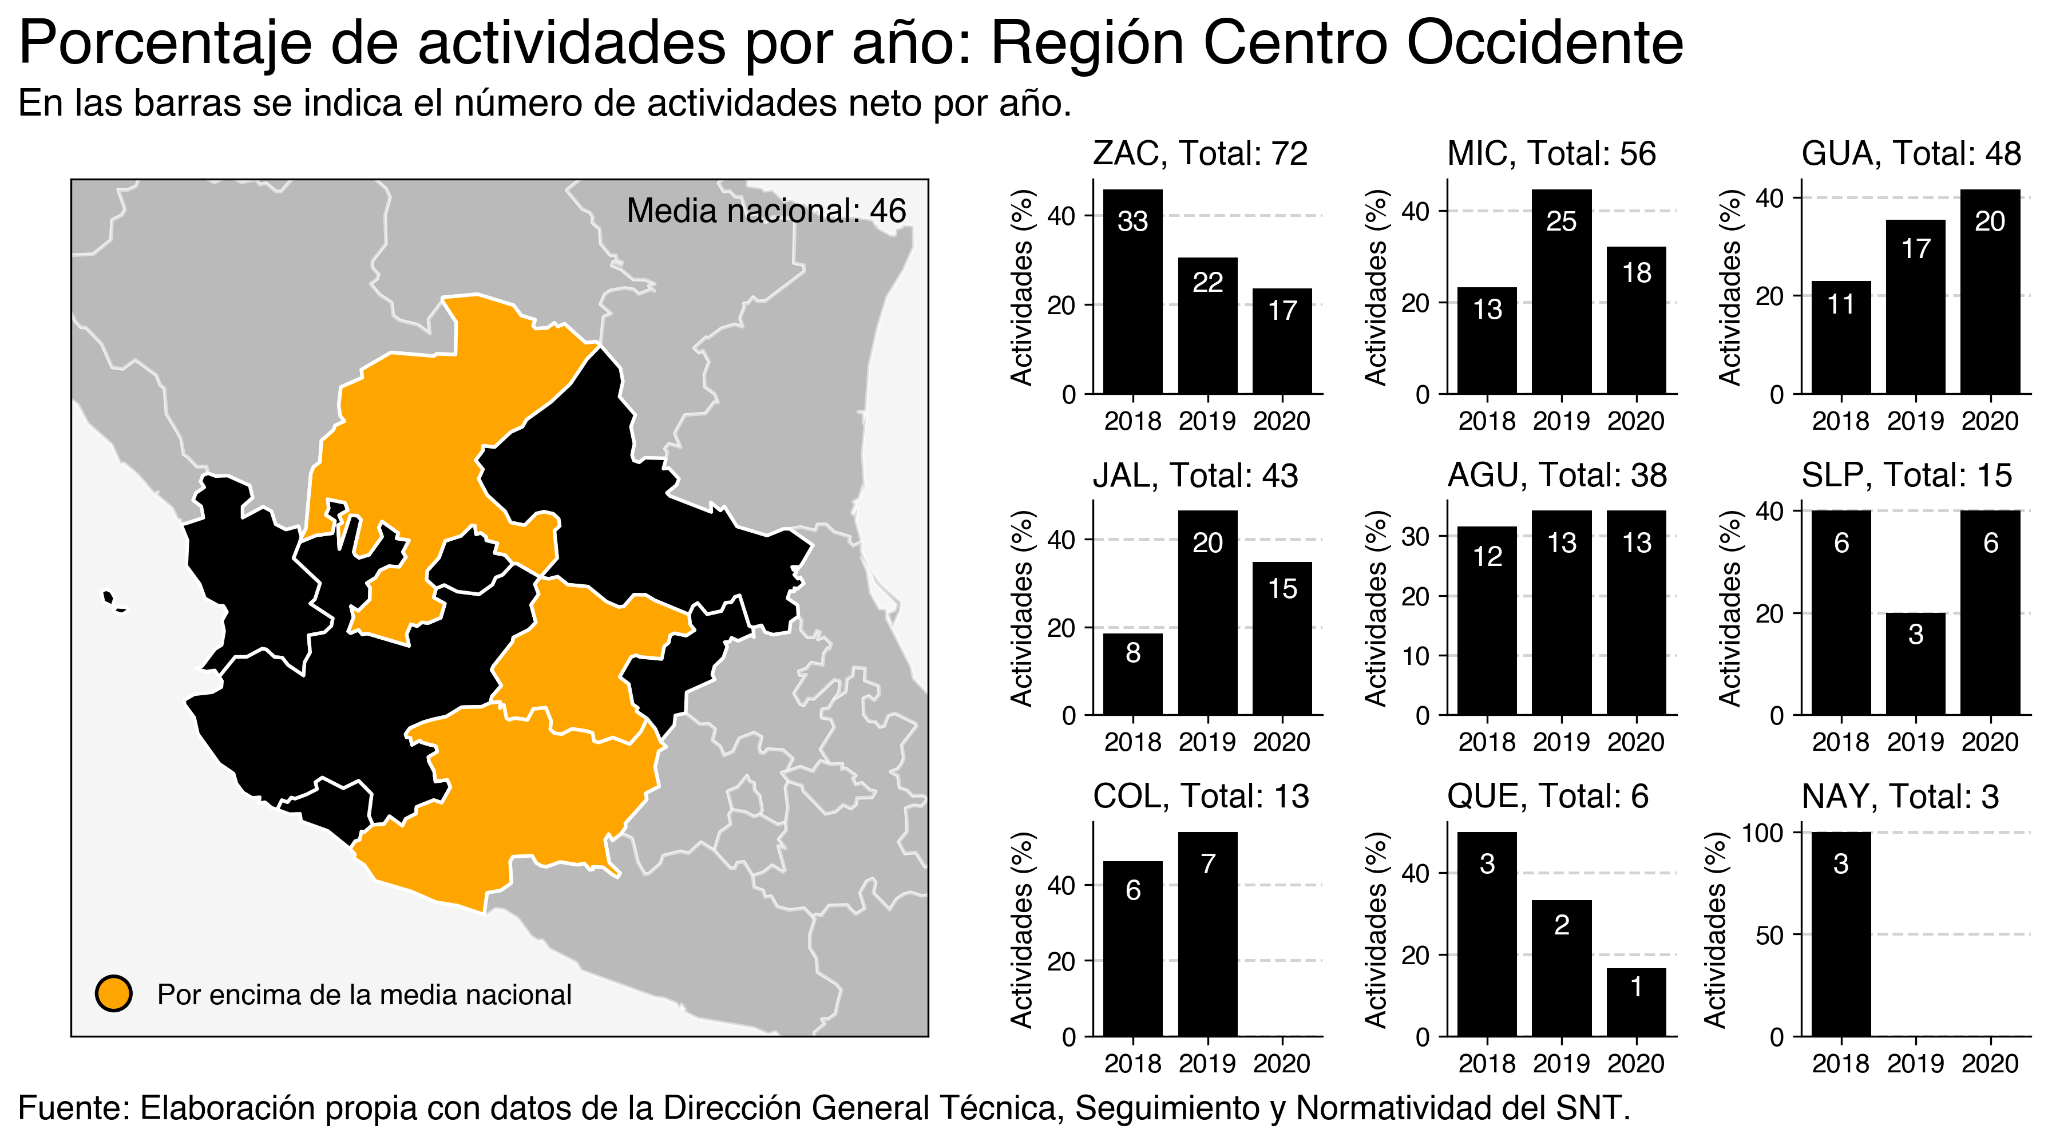 Porcentaje de actividades por año: Región Centro Occidente
En las barras se indica el número de actividades neto por año.
Media nacional: 46
Por encima de la media nacional
ZAC, Total: 72
Actividades (%)
40
20
0
33
22
17
2018 2019 2020
MIC, Total: 56
Actividades (%)
40
20
0
13
25
18
2018 2019 2020
GUA, Total: 48
Actividades (%)
40
20
0
11
17
20
2018 2019 2020
JAL, Total: 43
Actividades (%)
40
20
0
8
20
15
2018 2019 2020
AGU, Total: 38
Actividades (%)
30
20
10
0
12
13
13
2018 2019 2020
SLP, Total: 15
Actividades (%)
40
20
0
6
3
6
2018 2019 2020
COL, Total: 13
Actividades (%)
40
20
0
6
7
2018 2019 2020
QUE, Total: 6
Actividades (%)
40
20
0
3
2
1
2018 2019 2020
NAY, Total: 3
Actividades (%)
100
50
0
3
2018 2019 2020
Fuente: Elaboración propia con datos de la Dirección General Técnica, Seguimiento y Normatividad del SNT.